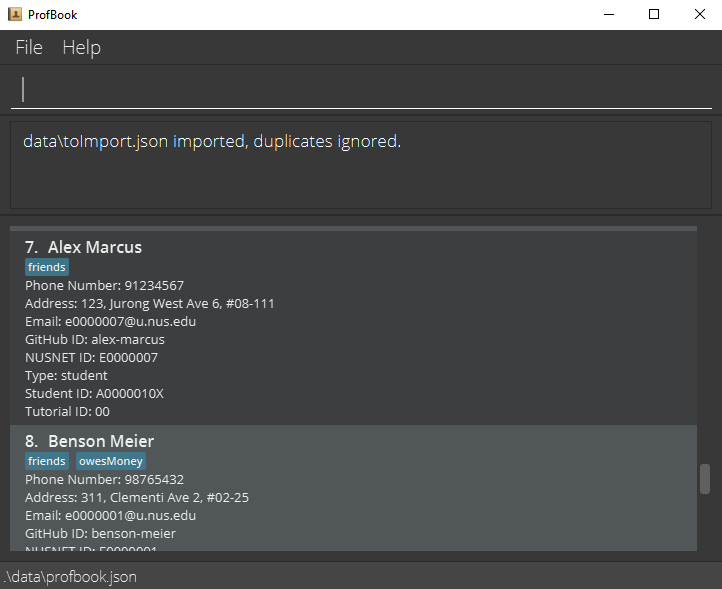 ProfBook
File Help
data\toImport.json imported, duplicates ignored.
7. Alex Marcus
friends
Phone Number: 91234567
Address: 123, Jurong West Ave 6, #08-111
Email: e0000007@u.nus.edu
GitHub ID: alex-marcus
NUSNET ID: E0000007
Type: student
Student ID: A0000010X
Tutorial ID: 00
8. Benson Meier
friends owesMoney
Phone Number: 98765432
Address: 311, Clementi Ave 2, #02-25
Email: e0000001@u.nus.edu
GitHub ID: benson-meier
NUSNET ID: E0000001
.\data\profbook.json